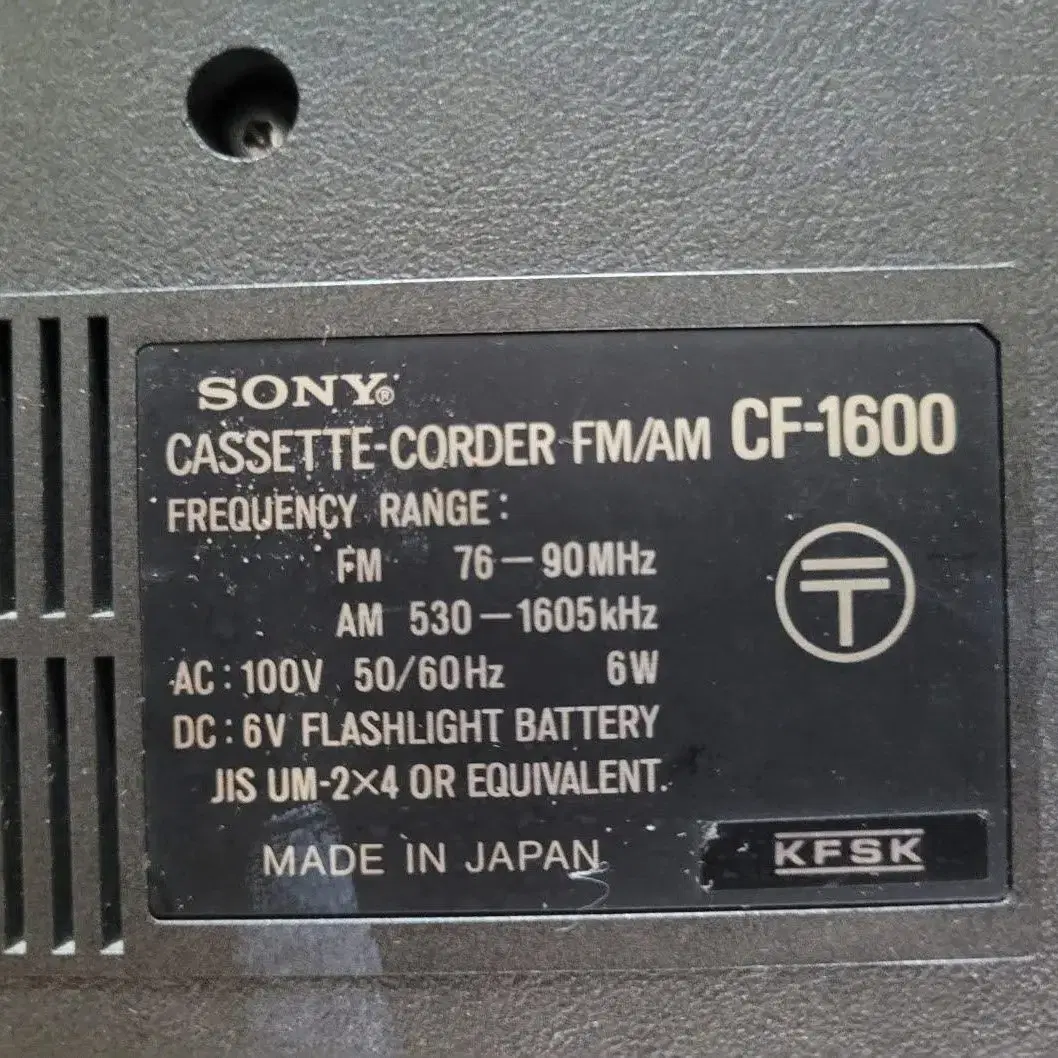 SONY®
CASSETTE-CORDER FM/AM CF-1600
FREQUENCY RANGE:
FM 76-90MHz
AM 530-1605kHz
AC: 100V 50/60Hz 6W
DC: 6V FLASHLIGHT BATTERY
JIS UM-2×4 OR EQUIVALENT.
MADE IN JAPAN
KFSK